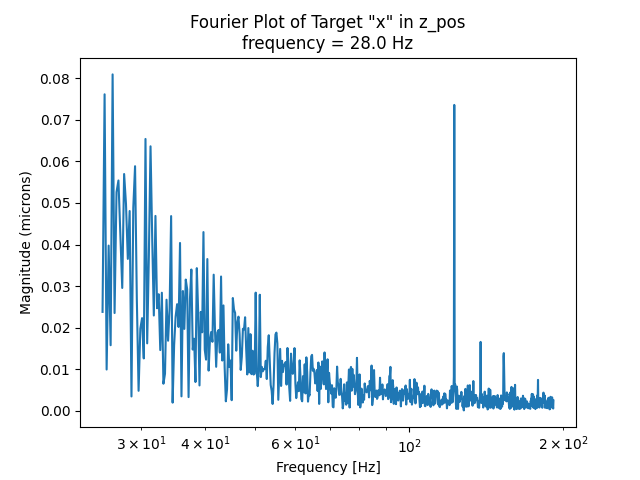 Fourier Plot of Target "x" in z_pos
frequency = 28.0 Hz
Magnitude (microns)
0.08
0.07
0.06
0.05
0.04
0.03
0.02
0.01
0.00
3 × 10¹
4 × 10¹
6 × 10¹
10²
2 × 10²
Frequency [Hz]